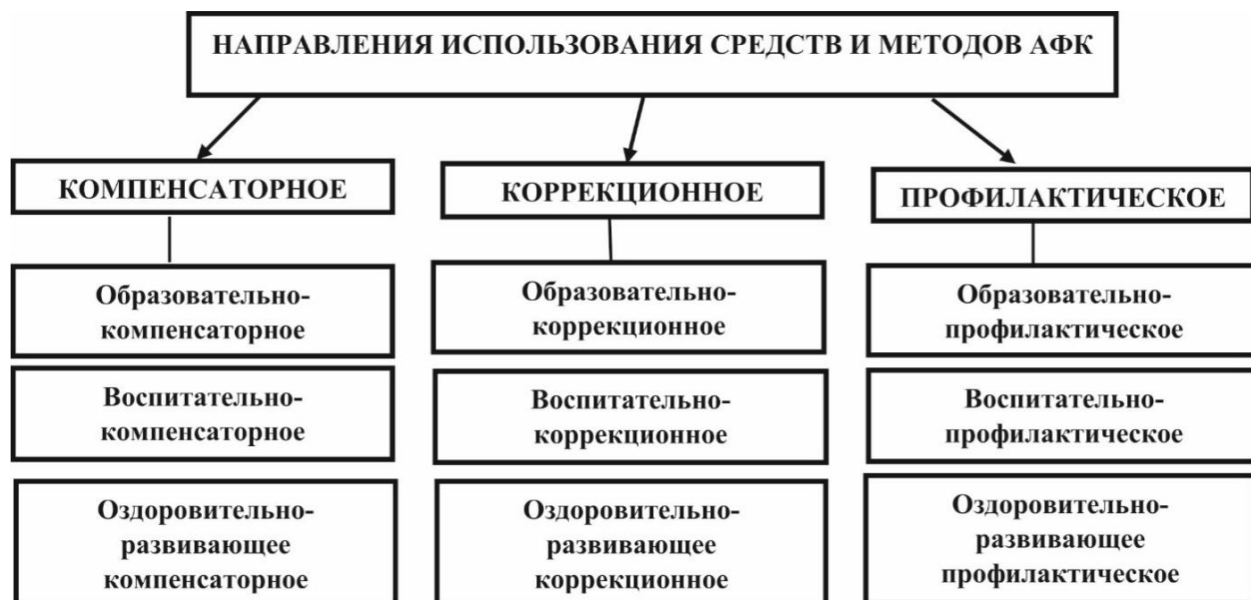 НАПРАВЛЕНИЯ ИСПОЛЬЗОВАНИЯ СРЕДСТВ И МЕТОДОВ АФК
КОМПЕНСАТОРНОЕ
Образовательно-
компенсаторное
Воспитательно-
компенсаторное
Оздоровительно-
развивающее
компенсаторное
КОРРЕКЦИОННОЕ
Образовательно-
коррекционное
Воспитательно-
коррекционное
Оздоровительно-
развивающее
коррекционное
ПРОФИЛАКТИЧЕСКОЕ
Образовательно-
профилактическое
Воспитательно-
профилактическое
Оздоровительно-
развивающее
профилактическое